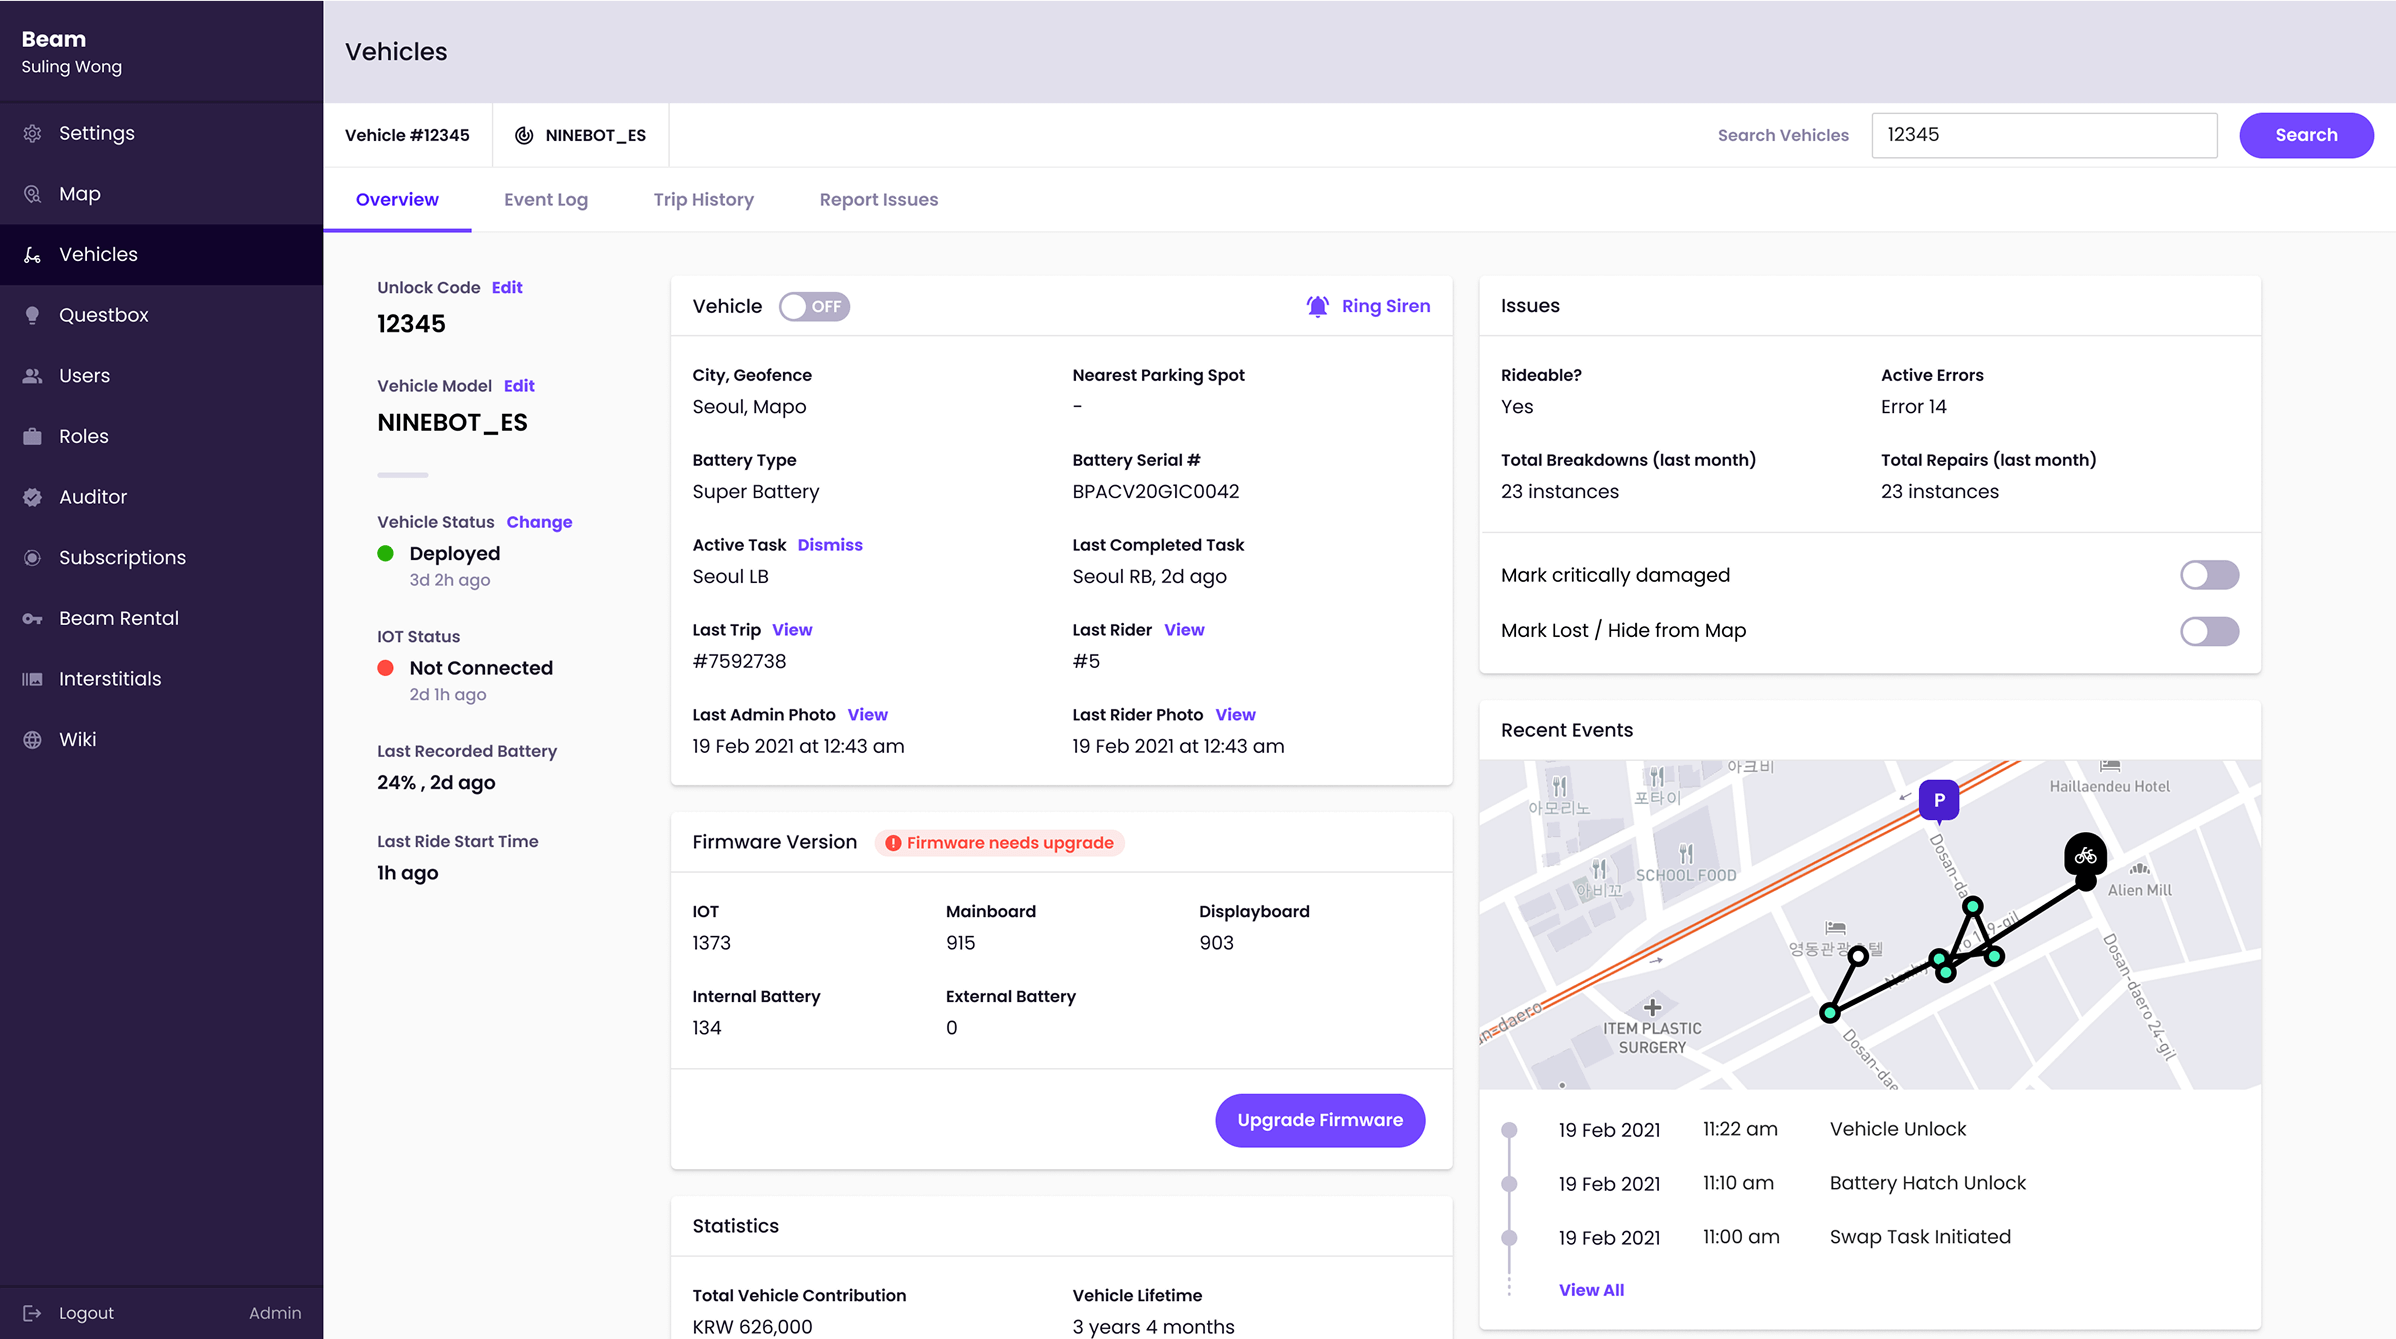 Beam
Suling Wong
Settings
Map
Vehicles
Questbox
Users
Roles
Auditor
Subscriptions
Beam Rental
Interstitials
Wiki
Logout
Admin
Vehicles
Vehicle #12345
NINEBOT_ES
Search Vehicles
12345
Search
Overview
Event Log
Trip History
Report Issues
Unlock Code Edit
12345
Vehicle Model Edit
NINEBOT_ES
Vehicle Status Change
Deployed
3d 2h ago
IOT Status
Not Connected
2d 1h ago
Last Recorded Battery
24% , 2d ago
Last Ride Start Time
1h ago
Vehicle OFF
Ring Siren
City, Geofence
Seoul, Mapo
Nearest Parking Spot
-
Battery Type
Super Battery
Battery Serial #
BPACV20G1C0042
Active Task Dismiss
Seoul LB
Last Completed Task
Seoul RB, 2d ago
Last Trip View
#7592738
Last Rider View
#5
Last Admin Photo View
19 Feb 2021 at 12:43 am
Last Rider Photo View
19 Feb 2021 at 12:43 am
Firmware Version
Firmware needs upgrade
IOT
1373
Mainboard
915
Displayboard
903
Internal Battery
134
External Battery
0
Upgrade Firmware
Statistics
Total Vehicle Contribution
KRW 626,000
Vehicle Lifetime
3 years 4 months
Issues
Rideable?
Yes
Active Errors
Error 14
Total Breakdowns (last month)
23 instances
Total Repairs (last month)
23 instances
Mark critically damaged
Mark Lost / Hide from Map
Recent Events
아크비
아모리노
포타이
Haillaendeu Hotel
P
SCHOOL FOOD
아비꼬
Alien Mill
영동관광호텔
ITEM PLASTIC
SURGERY
Dosan-daero 24-gil
19 Feb 2021 11:22 am Vehicle Unlock
19 Feb 2021 11:10 am Battery Hatch Unlock
19 Feb 2021 11:00 am Swap Task Initiated
View All